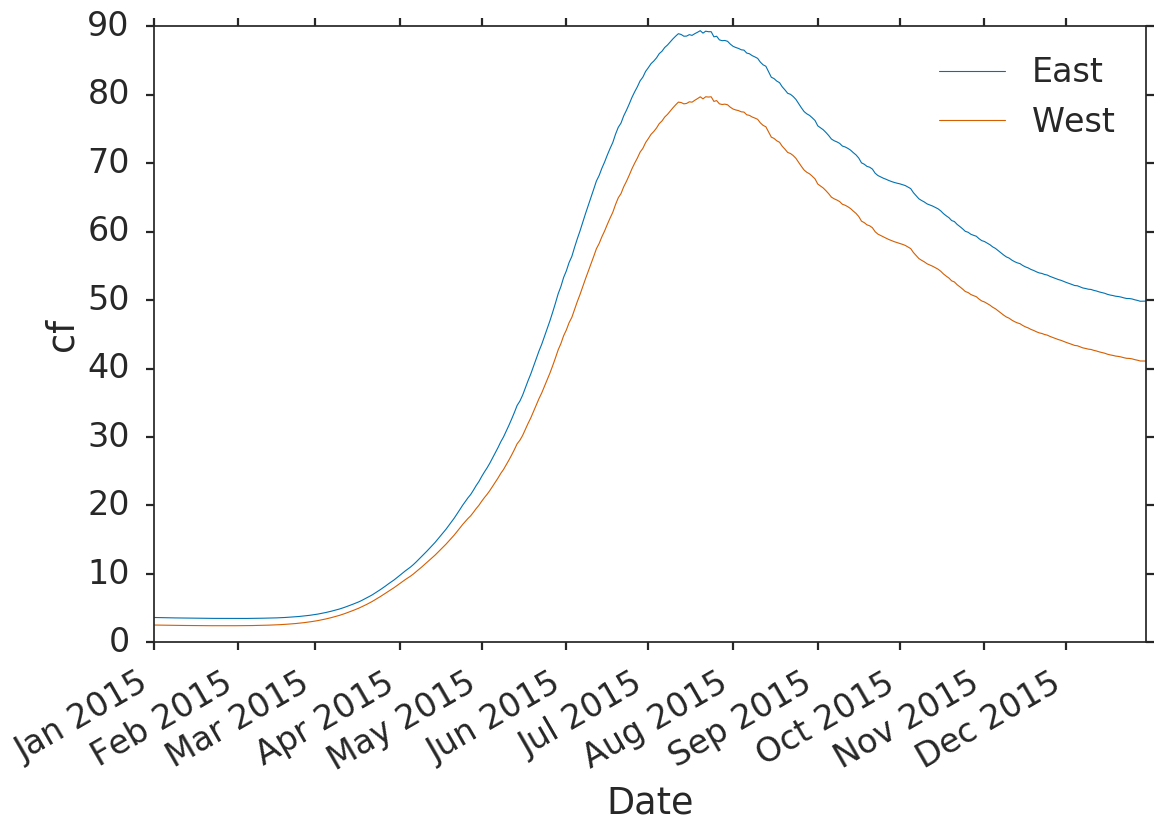 90
80
70
60
50
40
30
20
10
0
cf
East
West
Jan 2015
Feb 2015
Mar 2015
Apr 2015
May 2015
Jun 2015
Jul 2015
Aug 2015
Sep 2015
Oct 2015
Nov 2015
Dec 2015
Date